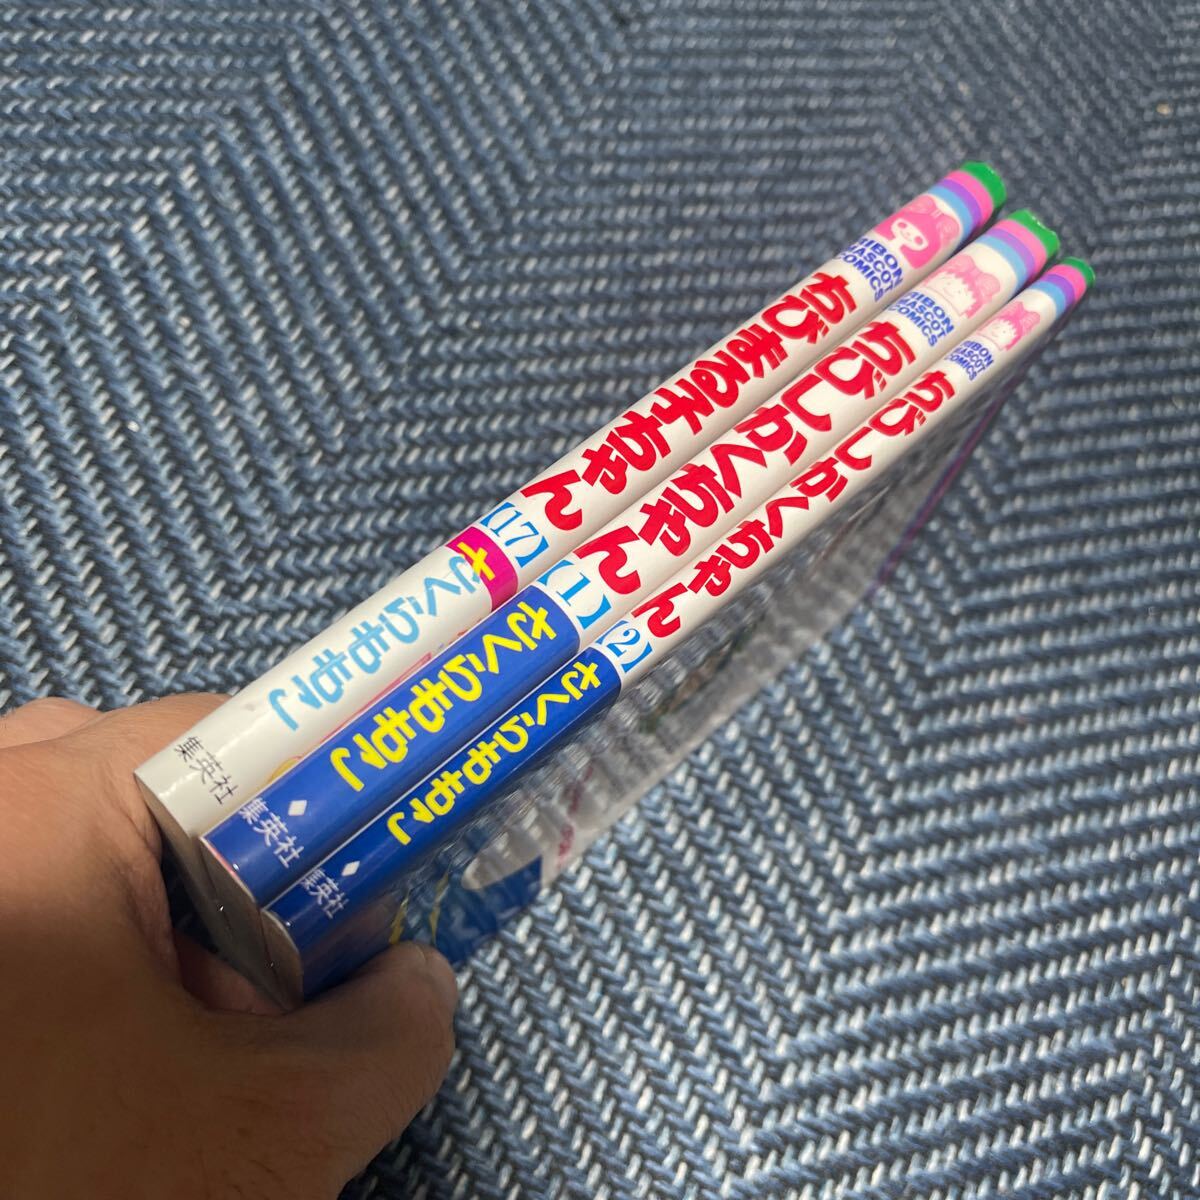 RIBON
MASCOT
COMICS
ちびまる子ちゃん
【17】
さくらももこ
集英社
RIBON
MASCOT
COMICS
ちびしかくちゃん
【1】
さくらももこ
集英社
RIBON
MASCOT
COMICS
ちびしかくちゃん
【2】
さくらももこ
集英社